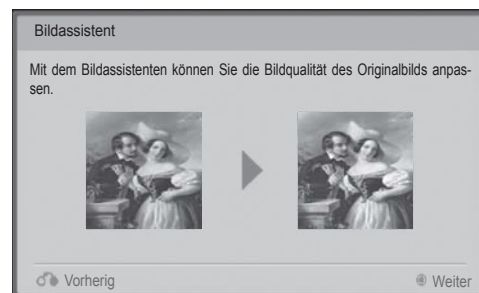 Bildassistent
Mit dem Bildassistenten können Sie die Bildqualität des Originalbilds anpas-
sen.
Vorherig
Weiter